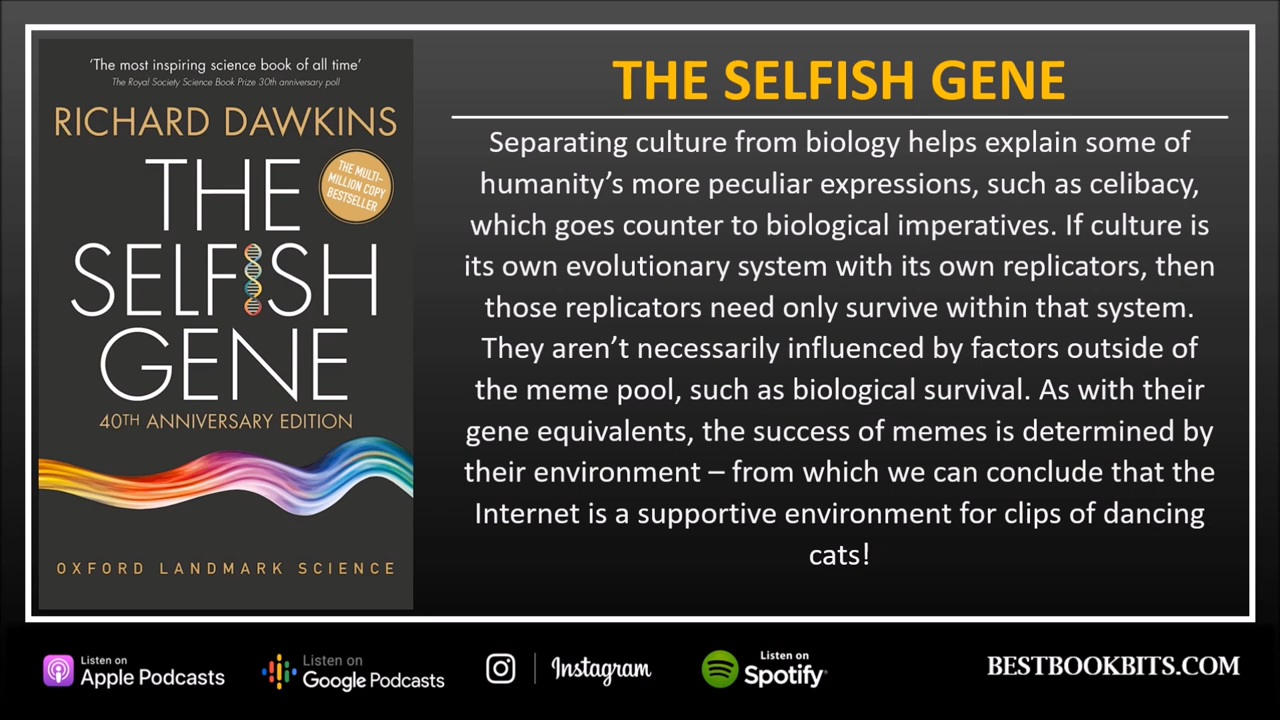 'The most inspiring science book of all time'
The Royal Society Science Book Prize 30th anniversary poll
RICHARD DAWKINS
THE
SELFISH
GENE
THE MULTI-
MILLION COPY
BESTSELLER
40TH ANNIVERSARY EDITION
OXFORD LANDMARK SCIENCE
THE SELFISH GENE
Separating culture from biology helps explain some of
humanity's more peculiar expressions, such as celibacy,
which goes counter to biological imperatives. If culture is
its own evolutionary system with its own replicators, then
those replicators need only survive within that system.
They aren't necessarily influenced by factors outside of
the meme pool, such as biological survival. As with their
gene equivalents, the success of memes is determined by
their environment – from which we can conclude that the
Internet is a supportive environment for clips of dancing
cats!
Listen on
Apple Podcasts
Listen on
Google Podcasts
Instagram
Listen on
Spotify
BESTBOOKBITS.COM